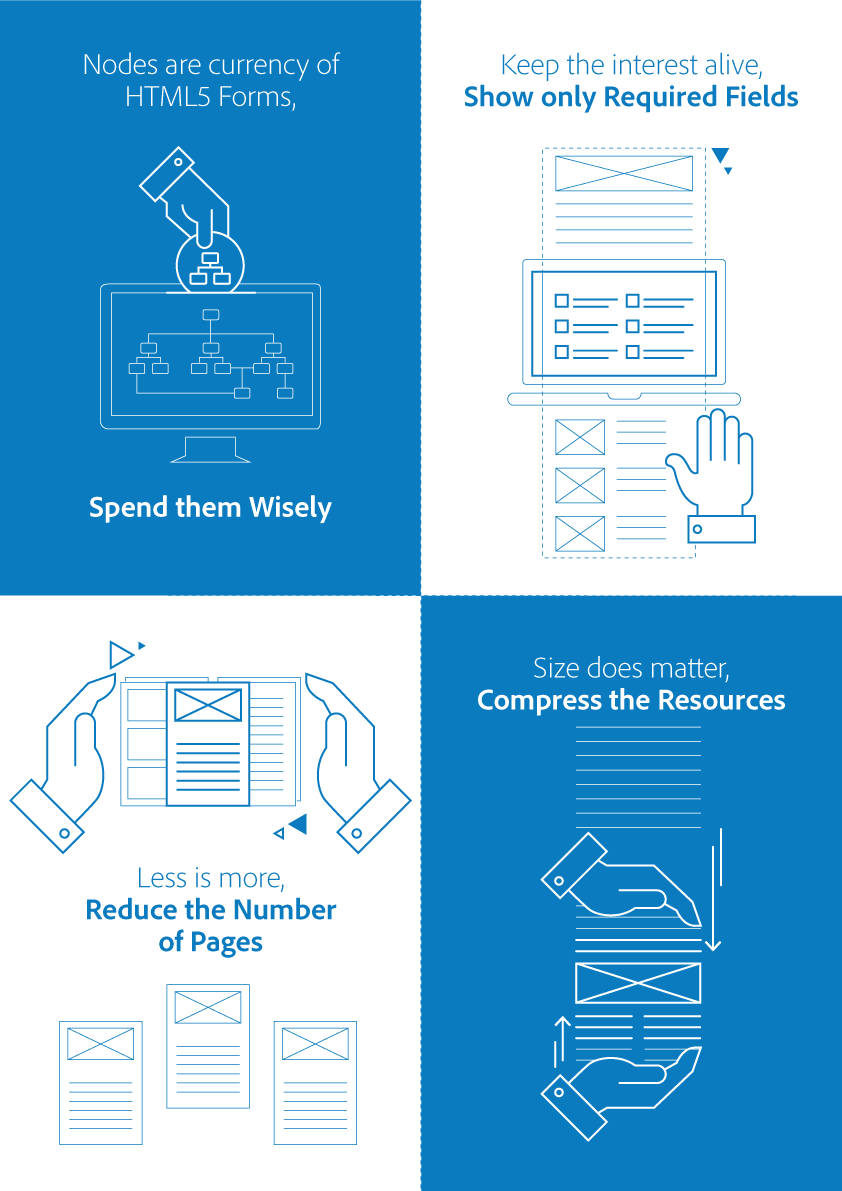 Nodes are currency of
HTML5 Forms,
Spend them Wisely
Keep the interest alive,
Show only Required Fields
Less is more,
Reduce the Number
of Pages
Size does matter,
Compress the Resources